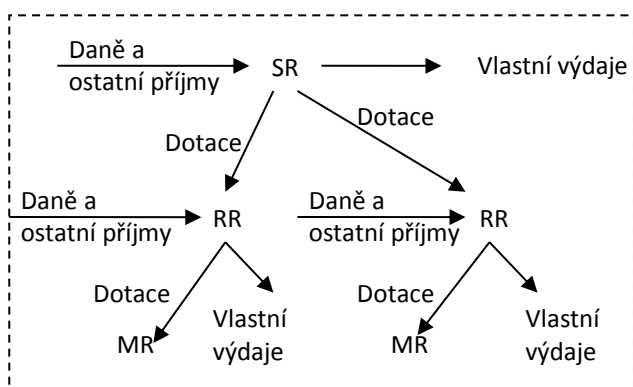 Daně a
ostatní příjmy
SR
Vlastní výdaje
Dotace
Dotace
Daně a
ostatní příjmy
RR
Daně a
ostatní příjmy
RR
Dotace
Vlastní
výdaje
MR
Dotace
Vlastní
výdaje
MR